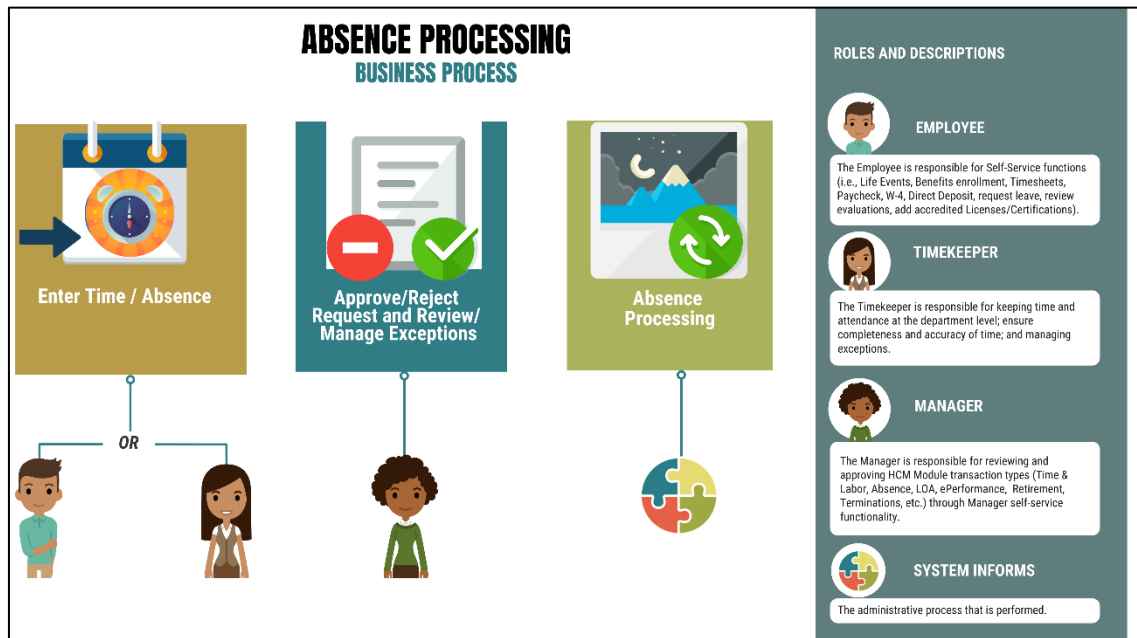 ABSENCE PROCESSING
BUSINESS PROCESS
Enter Time / Absence
OR
Approve/Reject
Request and Review/
Manage Exceptions
Absence
Processing
ROLES AND DESCRIPTIONS
EMPLOYEE
The Employee is responsible for Self-Service functions
(i.e., Life Events, Benefits enrollment, Timesheets,
Paycheck, W-4, Direct Deposit, request leave, review
evaluations, add accredited Licenses/Certifications).
TIMEKEEPER
The Timekeeper is responsible for keeping time and
attendance at the department level; ensure
completeness and accuracy of time; and managing
exceptions.
MANAGER
The Manager is responsible for reviewing and
approving HCM Module transaction types (Time &
Labor, Absence, LOA, ePerformance, Retirement,
Terminations, etc.) through Manager self-service
functionality.
SYSTEM INFORMS
The administrative process that is performed.